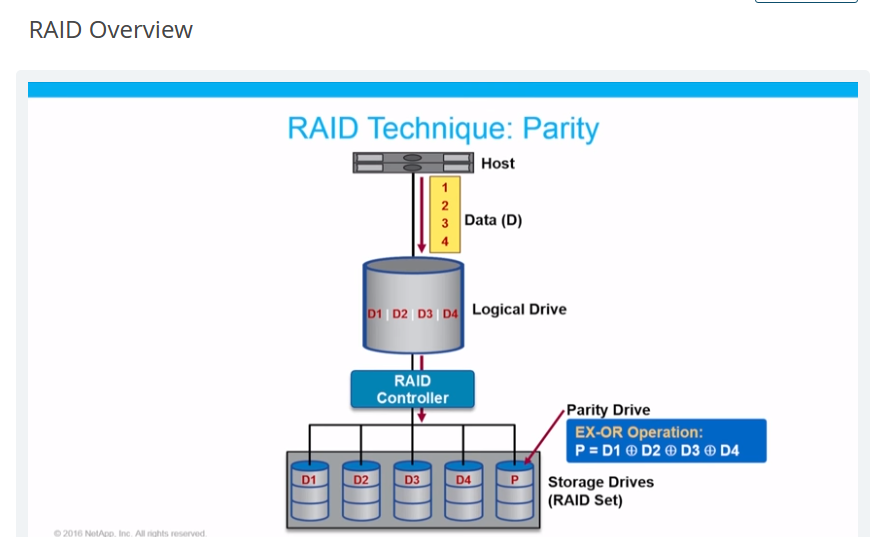 RAID Overview
RAID Technique: Parity
Host
1
2
3
4
Data (D)
D1 | D2 | D3 | D4
Logical Drive
RAID
Controller
Parity Drive
EX-OR Operation:
P = D1 ⊕ D2 ⊕ D3 ⊕ D4
D1
D2
D3
D4
P
Storage Drives
(RAID Set)
© 2016 NetApp, Inc. All rights reserved.